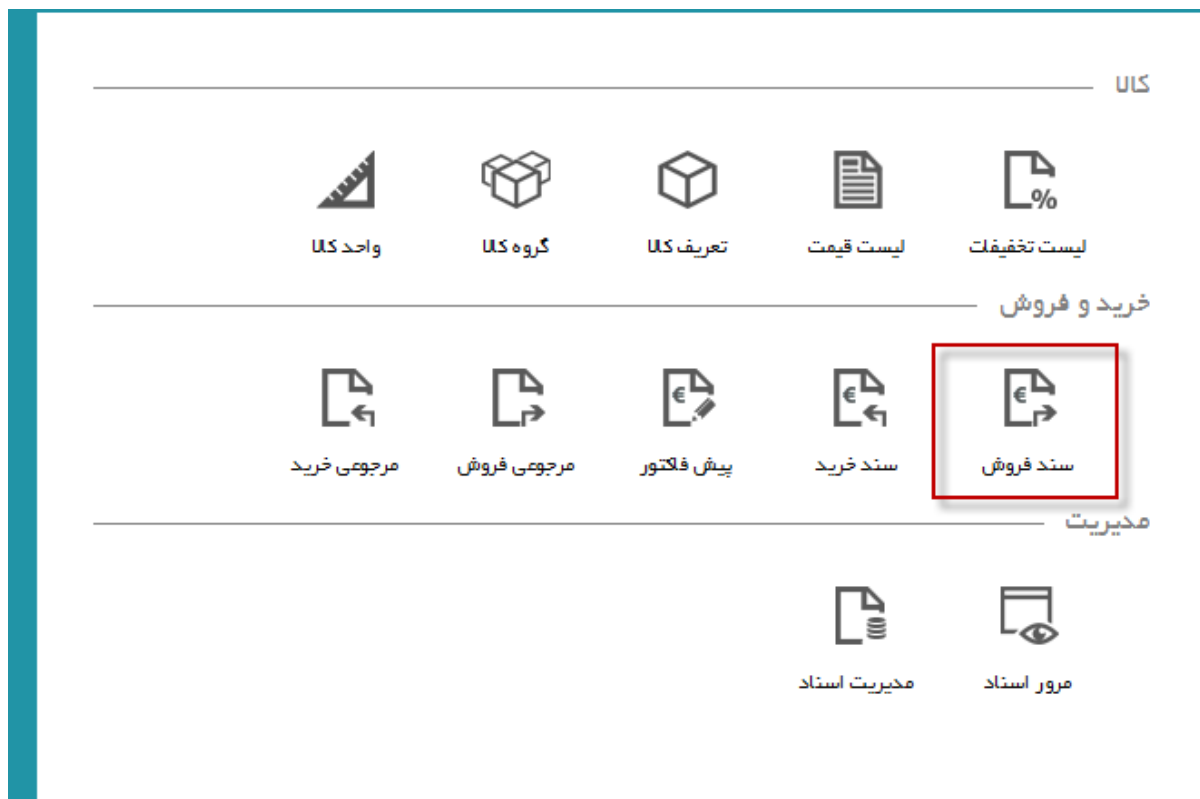 کالا
%
لیست تخفیفات
لیست قیمت
تعریف کالا
گروه کالا
واحد کالا
خرید و فروش
€
€
€
سند فروش
سند خرید
پیش فاکتور
مرجوعی فروش
مرجوعی خرید
مدیریت
مرور اسناد
مدیریت اسناد